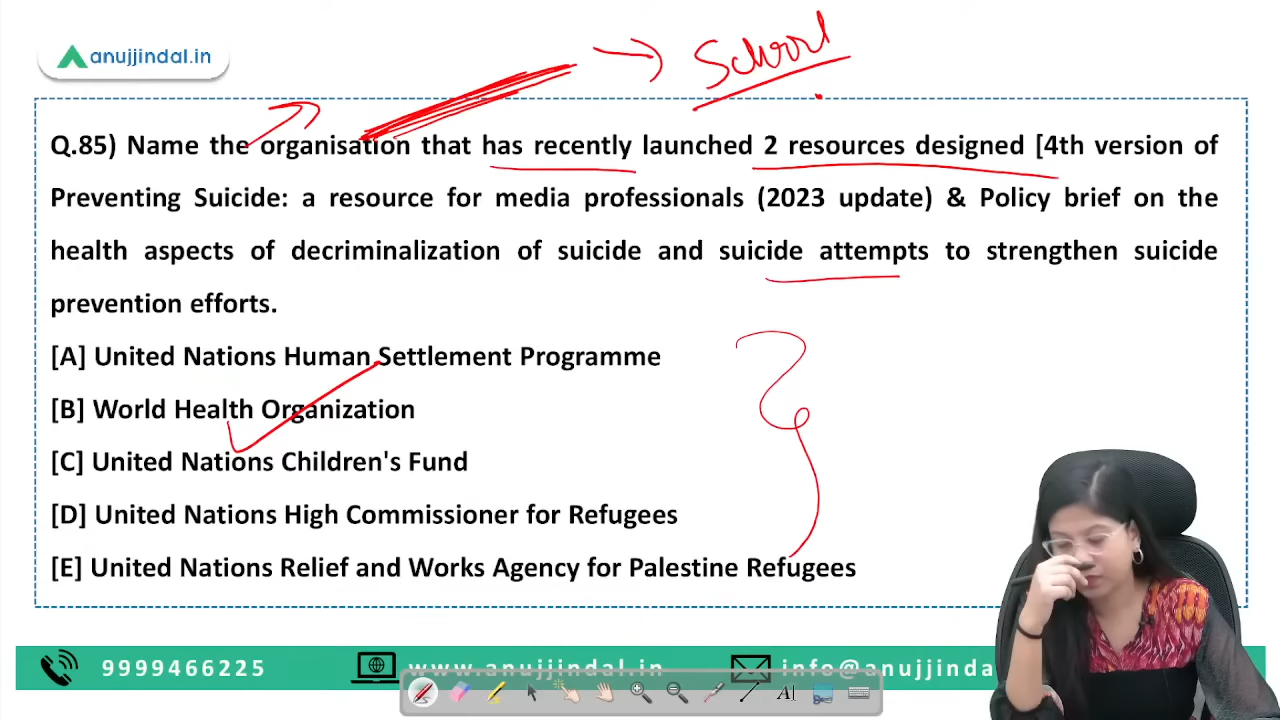 anujjindal.in
School
Q.85) Name the organisation that has recently launched 2 resources designed [4th version of
Preventing Suicide: a resource for media professionals (2023 update) & Policy brief on the
health aspects of decriminalization of suicide and suicide attempts to strengthen suicide
prevention efforts.
[A] United Nations Human Settlement Programme
[B] World Health Organization
[C] United Nations Children's Fund
[D] United Nations High Commissioner for Refugees
[E] United Nations Relief and Works Agency for Palestine Refugees
9999466225 www.anujjindal.in info@anujjinda